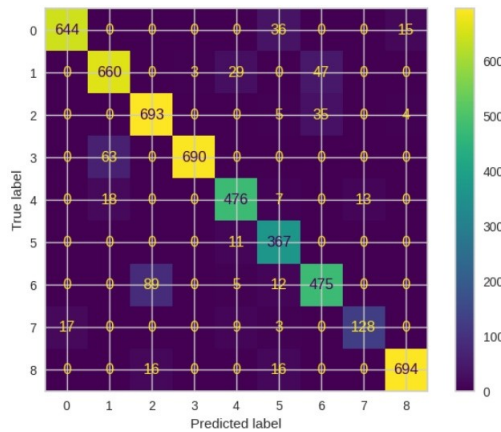 0 644 0 0 0 0 36 0 0 15
1 0 660 0 3 29 0 47 0 0
2 0 0 693 0 0 5 35 0 4
3 0 63 0 690 0 0 0 0 0
4 0 18 0 0 476 7 0 13 0
5 0 0 0 0 11 367 0 0 0
6 0 0 89 0 5 12 475 0 0
7 17 0 0 0 9 3 0 128 0
8 0 0 16 0 0 16 0 0 694
0 1 2 3 4 5 6 7 8
Predicted label
True label
600
500
400
300
200
100
0